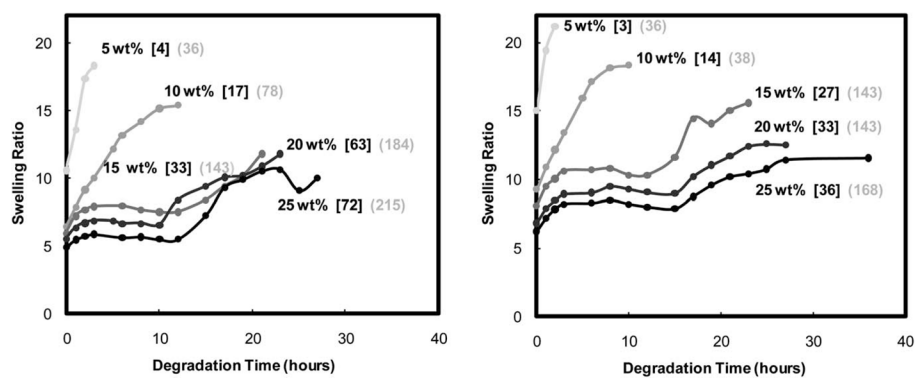 20
15
10
5
0
Swelling Ratio
5 wt% [4] (36)
10 wt% [17] (78)
15 wt% [33] (143)
20 wt% [63] (184)
25 wt% [72] (215)
0 10 20 30 40
Degradation Time (hours)
20
15
10
5
0
Swelling Ratio
5 wt% [3] (36)
10 wt% [14] (38)
15 wt% [27] (143)
20 wt% [33] (143)
25 wt% [36] (168)
0 10 20 30 40
Degradation Time (hours)